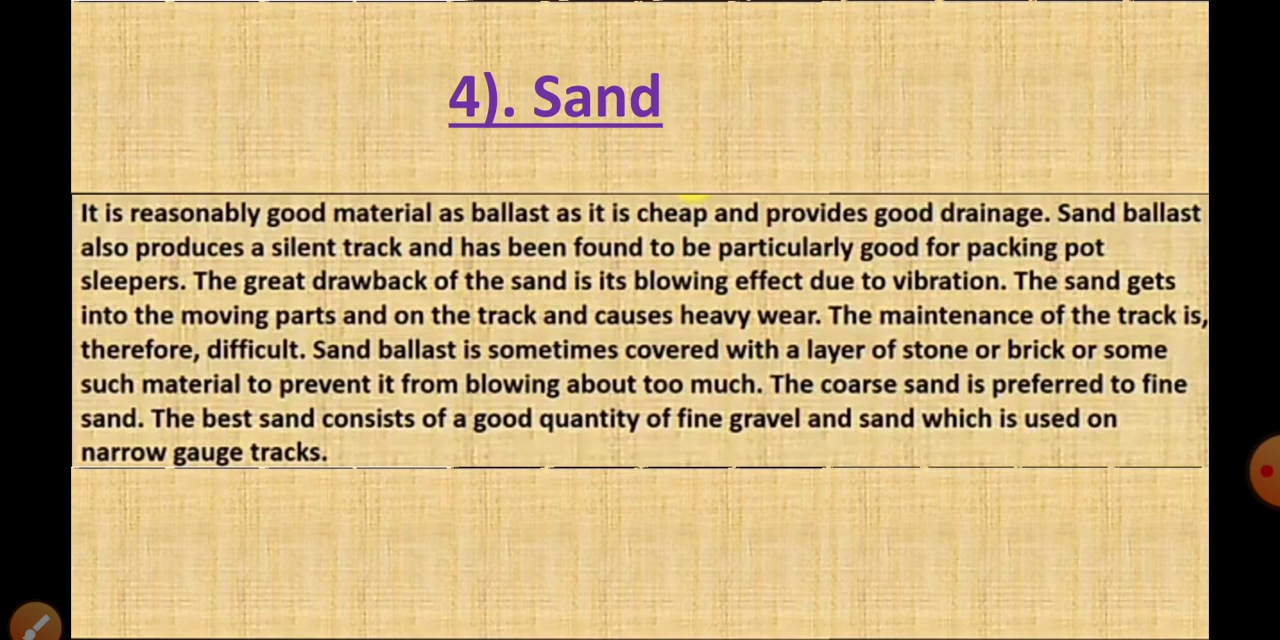 4). Sand
It is reasonably good material as ballast as it is cheap and provides good drainage. Sand ballast
also produces a silent track and has been found to be particularly good for packing pot
sleepers. The great drawback of the sand is its blowing effect due to vibration. The sand gets
into the moving parts and on the track and causes heavy wear. The maintenance of the track is,
therefore, difficult. Sand ballast is sometimes covered with a layer of stone or brick or some
such material to prevent it from blowing about too much. The coarse sand is preferred to fine
sand. The best sand consists of a good quantity of fine gravel and sand which is used on
narrow gauge tracks.